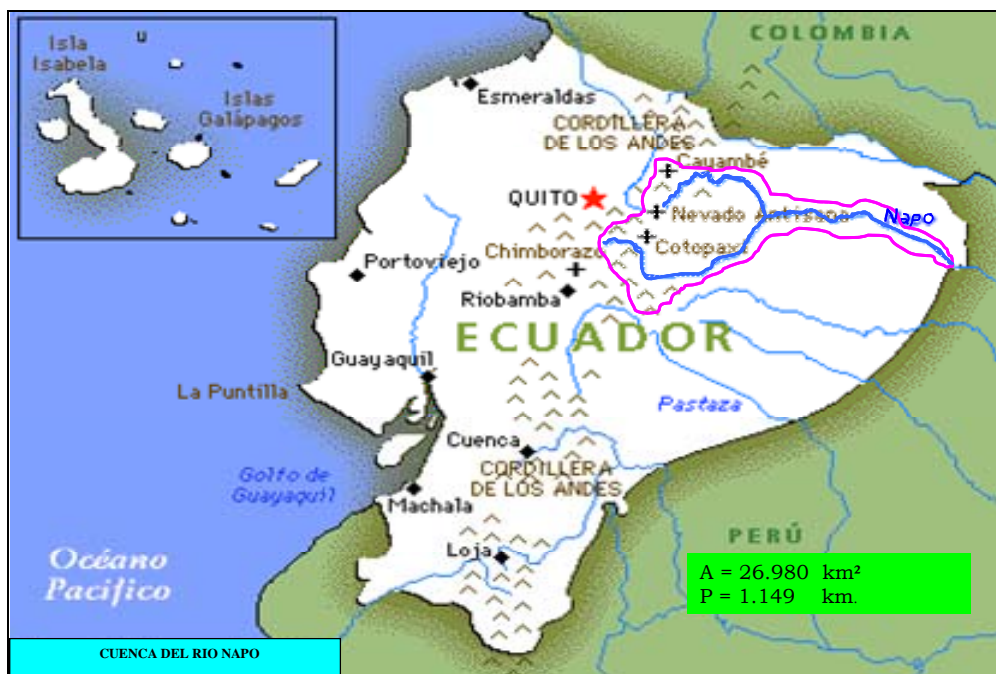 Isla
Isabela
Islas
Galápagos
COLOMBIA
Esmeraldas
CORDILLERA
DE LOS ANDES
Cayambé
QUITO
Nevado Antisana
Napo
Chimborazo
Cotopaxi
Portoviejo
Riobamba
ECUADOR
Guayaquil
La Puntilla
Pastaza
Cuenca
Golfo de
Guayaquil
CORDILLERA
DE LOS ANDES
Machala
PERÚ
Loja
Océano
Pacífico
A = 26.980 km²
P = 1.149 km.
CUENCA DEL RIO NAPO